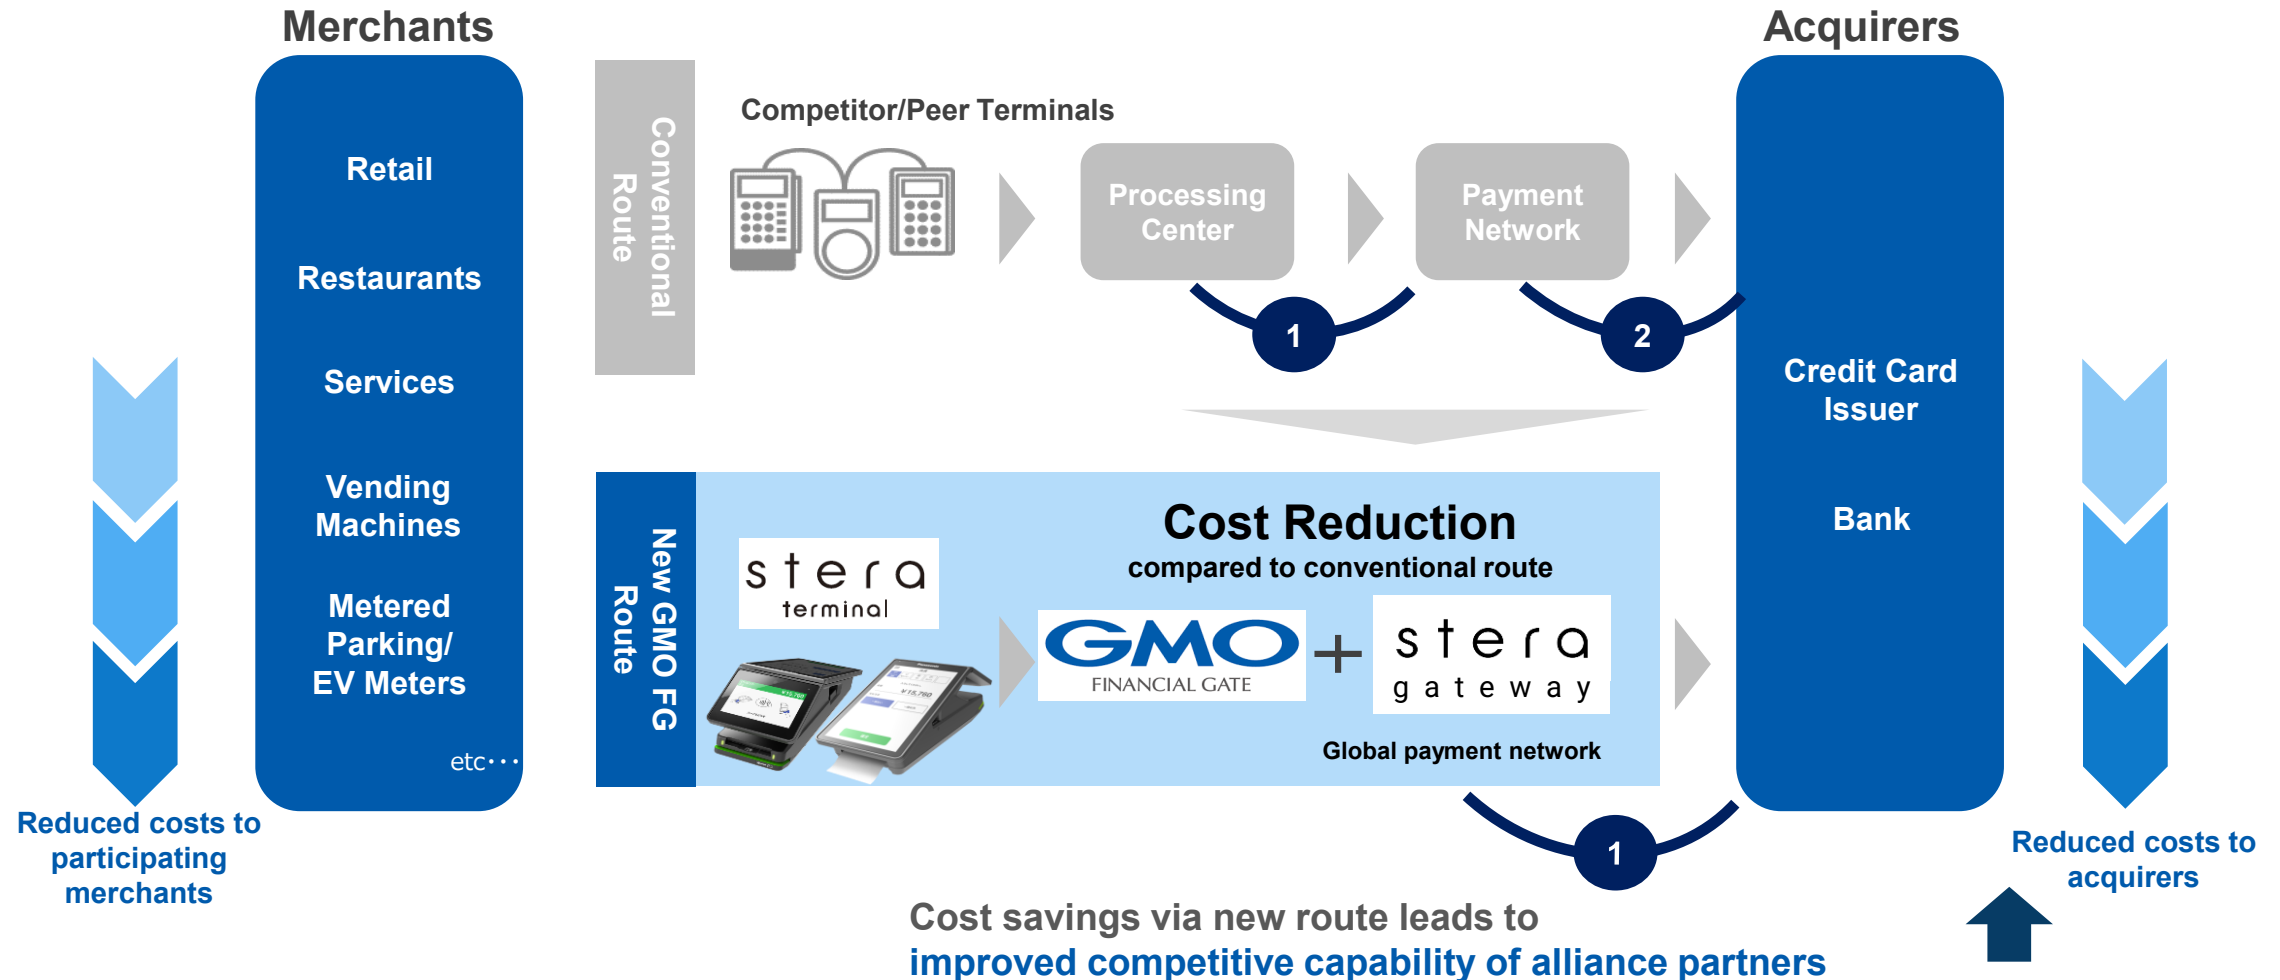 Merchants
Acquirers
Retail
Restaurants
Services
Vending
Machines
Metered
Parking/
EV Meters
etc･･･
Reduced costs to
participating
merchants
Conventional
Route
Competitor/Peer Terminals
Processing
Center
Payment
Network
1
2
New GMO FG
Route
stera
terminal
Cost Reduction
compared to conventional route
¥15,760
GMO
FINANCIAL GATE
+
stera
gateway
Global payment network
1
Credit Card
Issuer
Bank
Reduced costs to
acquirers
Cost savings via new route leads to
improved competitive capability of alliance partners